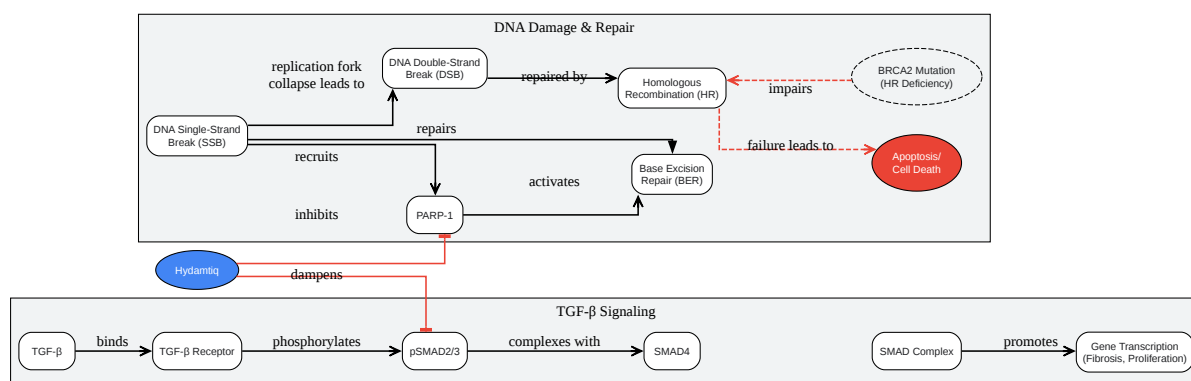 DNA Damage & Repair
DNA Double-Strand
Break (DSB)
replication fork
collapse leads to
repaired by
Homologous
Recombination (HR)
impairs
BRCA2 Mutation
(HR Deficiency)
DNA Single-Strand
Break (SSB)
repairs
recruits
failure leads to
Apoptosis/
Cell Death
Base Excision
Repair (BER)
activates
inhibits
PARP-1
Hydamtiq
dampens
TGF-β Signaling
TGF-β
binds
TGF-β Receptor
phosphorylates
pSMAD2/3
complexes with
SMAD4
SMAD Complex
promotes
Gene Transcription
(Fibrosis, Proliferation)